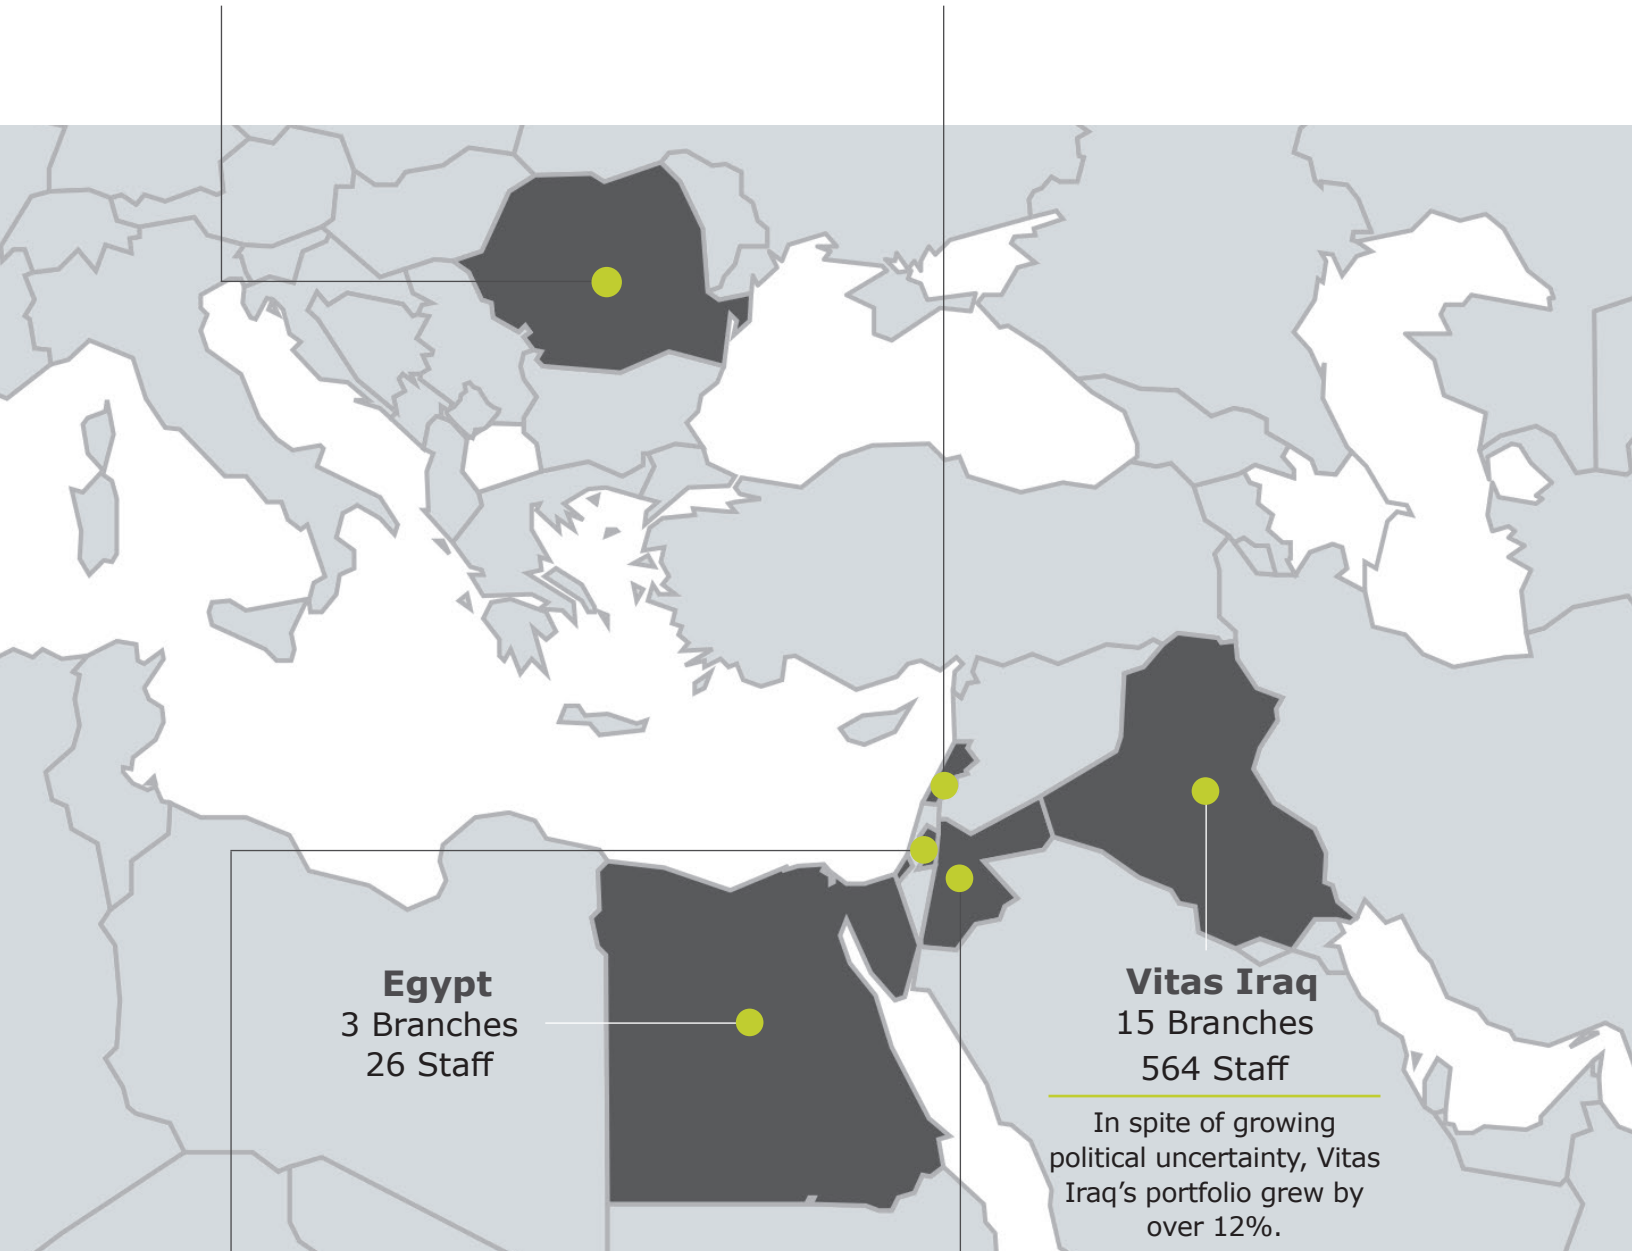 Egypt
3 Branches
26 Staff
Vitas Iraq
15 Branches
564 Staff
In spite of growing
political uncertainty, Vitas
Iraq’s portfolio grew by
over 12%.